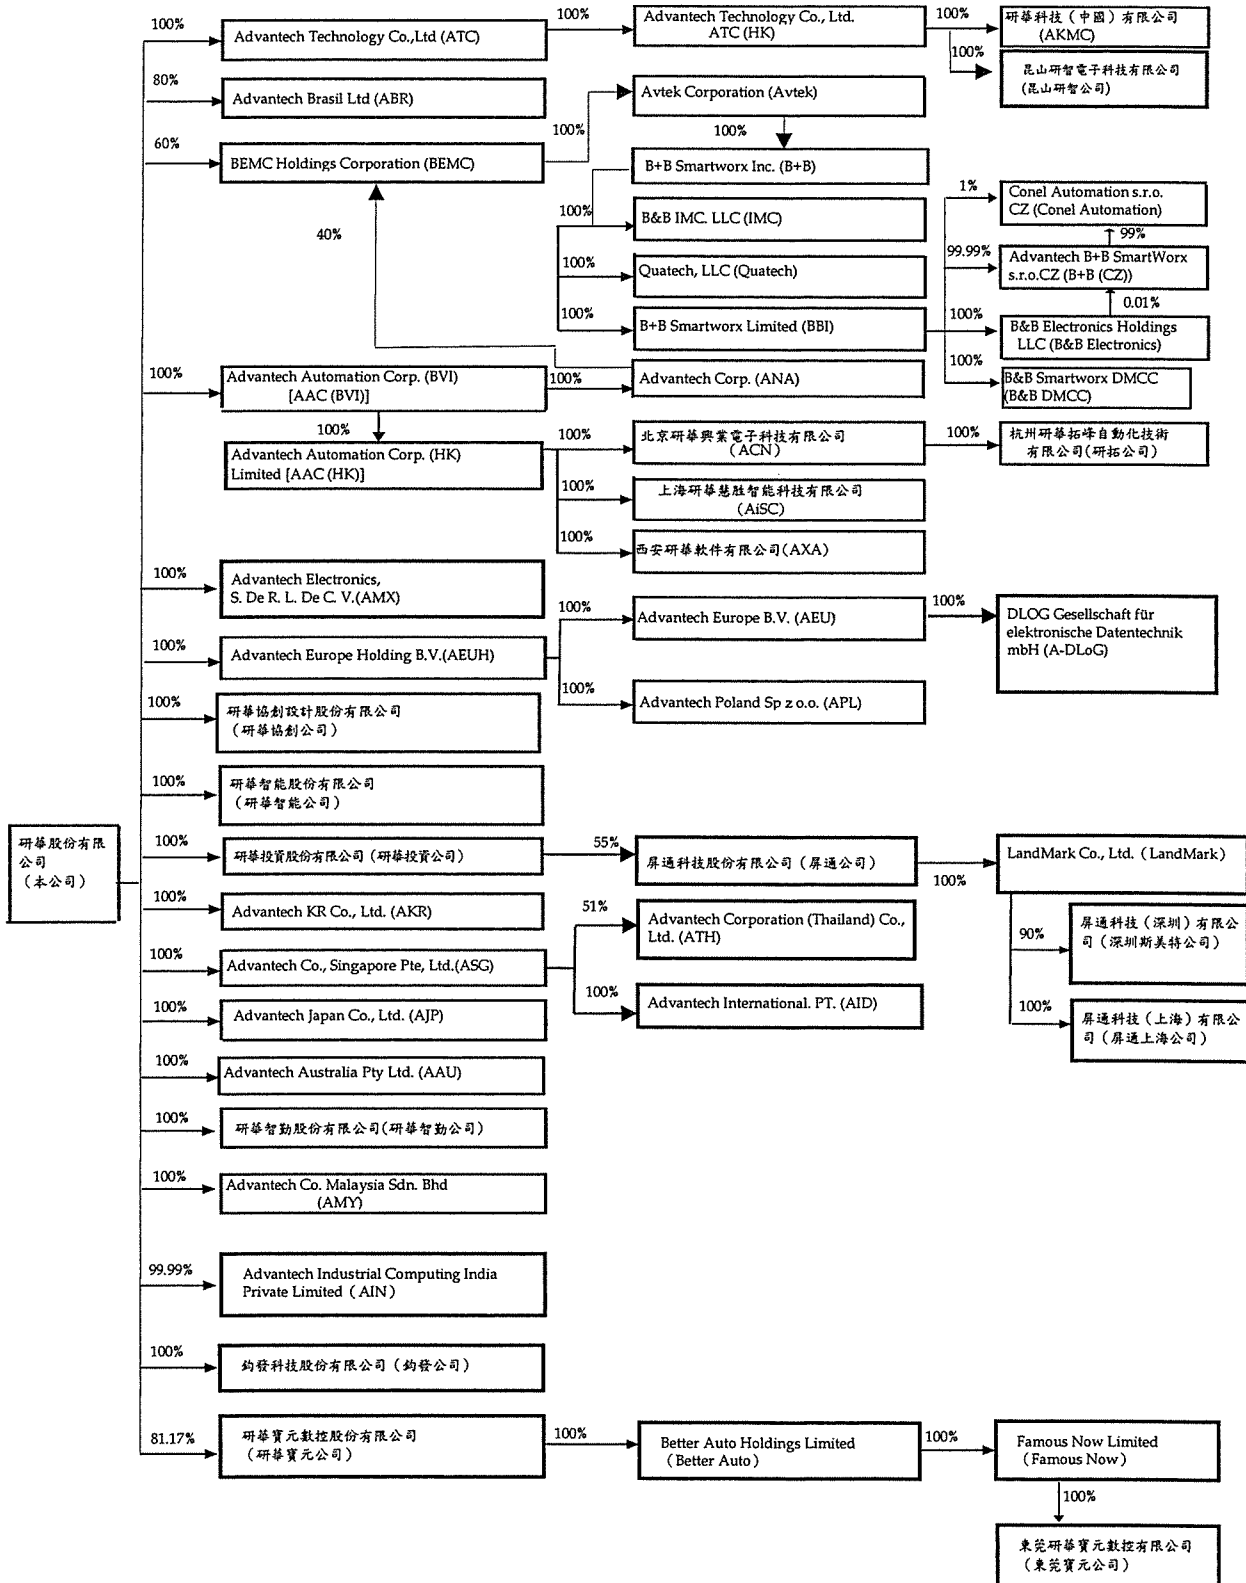 100%
Advantech Technology Co.,Ltd (ATC)
100%
Advantech Technology Co., Ltd.
ATC (HK)
100%
研華科技（中國）有限公司
(AKMC)
100%
昆山研智電子科技有限公司
(昆山研智公司)
80%
Advantech Brasil Ltd (ABR)
60%
BEMC Holdings Corporation (BEMC)
100%
Avtek Corporation (Avtek)
100%
B+B Smartworx Inc. (B+B)
40%
100%
B&B IMC. LLC (IMC)
100%
Quatech, LLC (Quatech)
100%
B+B Smartworx Limited (BBI)
1%
Conel Automation s.r.o.
CZ (Conel Automation)
99%
99.99%
Advantech B+B SmartWorx
s.r.o.CZ (B+B (CZ))
0.01%
100%
B&B Electronics Holdings
LLC (B&B Electronics)
100%
B&B Smartworx DMCC
(B&B DMCC)
100%
Advantech Automation Corp. (BVI)
[AAC (BVI)]
100%
Advantech Corp. (ANA)
100%
Advantech Automation Corp. (HK)
Limited [AAC (HK)]
100%
北京研華興業電子科技有限公司
(ACN)
100%
杭州研華拓峰自動化技術
有限公司(研拓公司)
100%
上海研華慧胜智能科技有限公司
(AiSC)
100%
西安研華軟件有限公司(AXA)
100%
Advantech Electronics,
S. De R. L. De C. V.(AMX)
100%
Advantech Europe Holding B.V.(AEUH)
100%
Advantech Europe B.V. (AEU)
100%
DLOG Gesellschaft für
elektronische Datentechnik
mbH (A-DLoG)
100%
Advantech Poland Sp z o.o. (APL)
100%
研華協創設計股份有限公司
(研華協創公司)
100%
研華智能股份有限公司
（研華智能公司）
研華股份有限
公司
（本公司）
100%
研華投資股份有限公司（研華投資公司）
55%
屏通科技股份有限公司（屏通公司）
100%
LandMark Co., Ltd.（LandMark）
90%
屏通科技（深圳）有限公
司（深圳斯美特公司）
100%
屏通科技（上海）有限公
司（屏通上海公司）
100%
Advantech KR Co., Ltd. (AKR)
100%
Advantech Co., Singapore Pte, Ltd.(ASG)
51%
Advantech Corporation (Thailand) Co.,
Ltd. (ATH)
100%
Advantech International. PT. (AID)
100%
Advantech Japan Co., Ltd. (AJP)
100%
Advantech Australia Pty Ltd. (AAU)
100%
研華智勤股份有限公司(研華智勤公司)
100%
Advantech Co. Malaysia Sdn. Bhd
(AMY)
99.99%
Advantech Industrial Computing India
Private Limited（AIN）
100%
鈞發科技股份有限公司（鈞發公司）
81.17%
研華寶元數控股份有限公司
（研華寶元公司）
100%
Better Auto Holdings Limited
（Better Auto）
100%
Famous Now Limited
（Famous Now）
100%
東莞研華寶元數控有限公司
（東莞寶元公司）